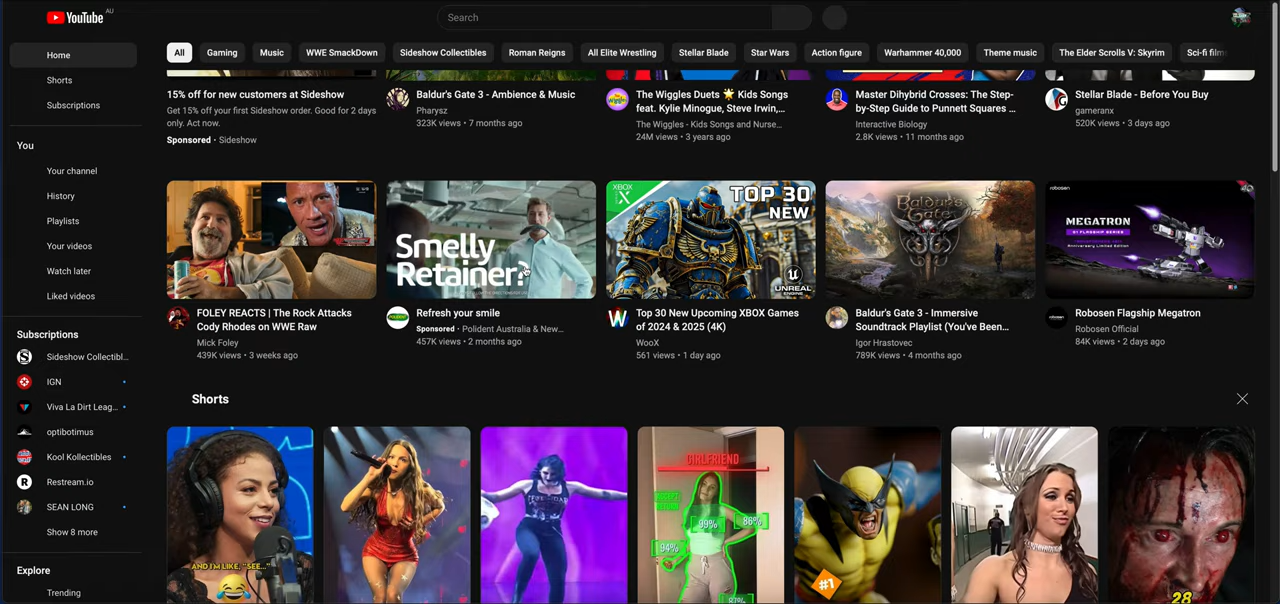 YouTube AU
Search
Home
Shorts
Subscriptions
You
Your channel
History
Playlists
Your videos
Watch later
Liked videos
Subscriptions
Sideshow Collectibl...
IGN
Viva La Dirt Leag...
optibotimus
Kool Kollectibles
Restream.io
SEAN LONG
Show 8 more
Explore
Trending
All
Gaming
Music
WWE SmackDown
Sideshow Collectibles
Roman Reigns
All Elite Wrestling
Stellar Blade
Star Wars
Action figure
Warhammer 40,000
Theme music
The Elder Scrolls V: Skyrim
Sci-fi films
15% off for new customers at Sideshow
Get 15% off your first Sideshow order. Good for 2 days
only. Act now.
Sponsored · Sideshow
Baldur's Gate 3 - Ambience & Music
Pharysz
323K views • 7 months ago
The Wiggles Duets 🌟 Kids Songs
feat. Kylie Minogue, Steve Irwin,...
The Wiggles - Kids Songs and Nurse...
24M views • 3 years ago
Master Dihybrid Crosses: The Step-
by-Step Guide to Punnett Squares ...
Interactive Biology
2.8K views • 11 months ago
Stellar Blade - Before You Buy
gameranx
520K views • 3 days ago
FOLEY REACTS | The Rock Attacks
Cody Rhodes on WWE Raw
Mick Foley
439K views • 3 weeks ago
Smelly
Retainer?
Refresh your smile
Sponsored · Polident Australia & New...
457K views • 2 months ago
XBOX
X
TOP 30
NEW
UNREAL
ENGINE
Top 30 New Upcoming XBOX Games
of 2024 & 2025 (4K)
WooX
561 views • 1 day ago
Baldur's
Gate
Baldur's Gate 3 - Immersive
Soundtrack Playlist (You've Been...
Igor Hrastovec
789K views • 4 months ago
robosen
MEGATRON
G1 FLAGSHIP SERIES
Robosen Flagship Megatron
Robosen Official
84K views • 2 days ago
Shorts
AND I'M LIKE, "SEE..."
GIRLFRIEND
99%
86%
94%
#1
28